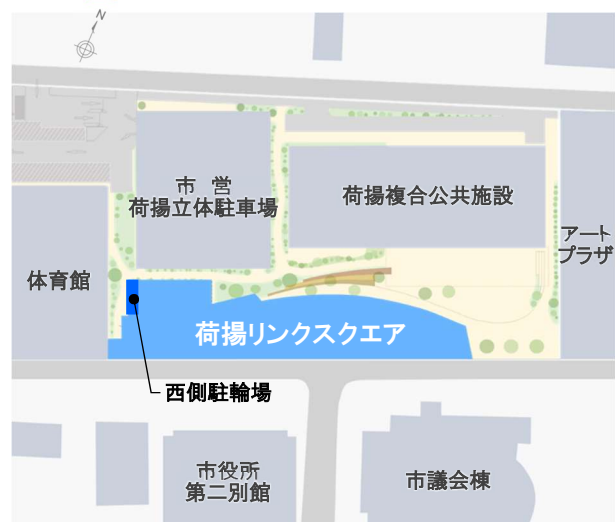 N
市 営
荷揚立体駐車場
荷揚複合公共施設
アート
プラザ
体育館
荷揚リンクスクエア
西側駐輪場
市役所
第二別館
市議会棟